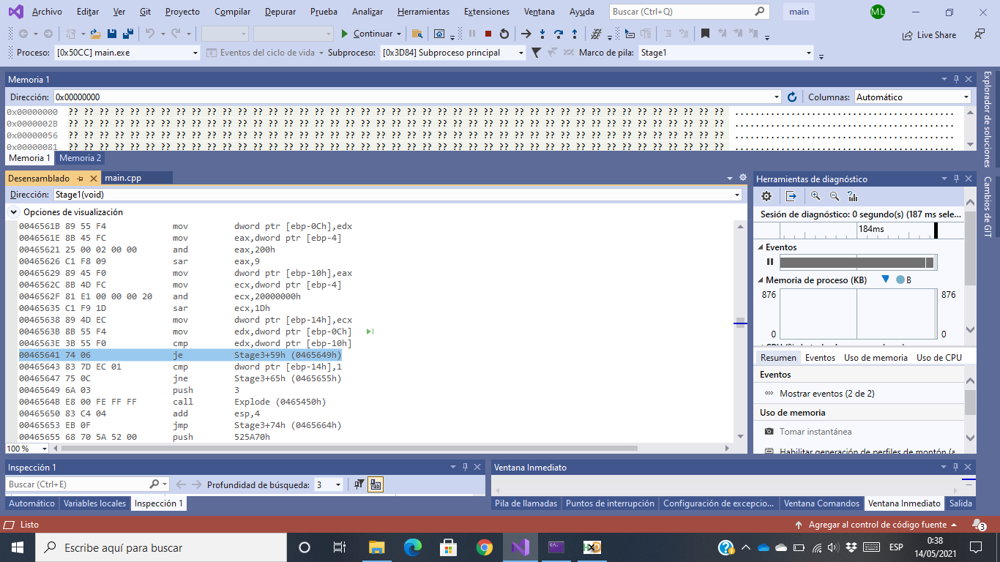 Archivo Editar Ver Git Proyecto Compilar Depurar Prueba Analizar Herramientas Extensiones Ventana Ayuda Buscar (Ctrl+Q) main ML
Continuar Live Share
Proceso: [0x50CC] main.exe Eventos del ciclo de vida Subproceso: [0x3D84] Subproceso principal Marco de pila: Stage1
Memoria 1
Dirección: 0x00000000 Columnas: Automático
0x00000000 ?? ?? ?? ?? ?? ?? ?? ?? ?? ?? ?? ?? ?? ?? ?? ?? ?? ?? ?? ?? ?? ?? ?? ?? ?? ?? ?? ?? ?? ?? ?? ?? ?? ?? ?? ?? ?? ?? ?? ?? ?? ?? ?? ...........................................
0x0000002B ?? ?? ?? ?? ?? ?? ?? ?? ?? ?? ?? ?? ?? ?? ?? ?? ?? ?? ?? ?? ?? ?? ?? ?? ?? ?? ?? ?? ?? ?? ?? ?? ?? ?? ?? ?? ?? ?? ?? ?? ?? ?? ?? ...........................................
0x00000056 ?? ?? ?? ?? ?? ?? ?? ?? ?? ?? ?? ?? ?? ?? ?? ?? ?? ?? ?? ?? ?? ?? ?? ?? ?? ?? ?? ?? ?? ?? ?? ?? ?? ?? ?? ?? ?? ?? ?? ?? ?? ?? ?? ...........................................
0x00000081 ?? ?? ?? ?? ?? ?? ?? ?? ?? ?? ?? ?? ?? ?? ?? ?? ?? ?? ?? ?? ?? ?? ?? ?? ?? ?? ?? ?? ?? ?? ?? ?? ?? ?? ?? ?? ?? ?? ?? ?? ?? ?? ?? ...........................................
Memoria 1 Memoria 2
Explorador de soluciones
Cambios de GIT
Desensamblado main.cpp
Dirección: Stage1(void)
Opciones de visualización
0046561B 89 55 F4 mov dword ptr [ebp-0Ch],edx
0046561E 8B 45 FC mov eax,dword ptr [ebp-4]
00465621 25 00 02 00 00 and eax,200h
00465626 C1 F8 09 sar eax,9
00465629 89 45 F0 mov dword ptr [ebp-10h],eax
0046562C 8B 4D FC mov ecx,dword ptr [ebp-4]
0046562F 81 E1 00 00 00 20 and ecx,20000000h
00465635 C1 F9 1D sar ecx,1Dh
00465638 89 4D EC mov dword ptr [ebp-14h],ecx
0046563B 8B 55 F4 mov edx,dword ptr [ebp-0Ch]
0046563E 3B 55 F0 cmp edx,dword ptr [ebp-10h]
00465641 74 06 je Stage3+59h (0465649h)
00465643 83 7D EC 01 cmp dword ptr [ebp-14h],1
00465647 75 0C jne Stage3+65h (0465655h)
00465649 6A 03 push 3
0046564B E8 00 FE FF FF call Explode (0465450h)
00465650 83 C4 04 add esp,4
00465653 EB 0F jmp Stage3+74h (0465664h)
00465655 68 70 5A 52 00 push 525A70h
100 %
Herramientas de diagnóstico
Sesión de diagnóstico: 0 segundo(s) (187 ms sele...
184ms
Eventos
Memoria de proceso (KB) B
876 876
0 0
Resumen Eventos Uso de memoria Uso de CPU
Eventos
Mostrar eventos (2 de 2)
Uso de memoria
Tomar instantánea
Habilitar generación de perfiles de montón (a
Inspección 1
Buscar (Ctrl+E) Profundidad de búsqueda: 3
Automático Variables locales Inspección 1
Ventana Inmediato
Pila de llamadas Puntos de interrupción Configuración de excepcio... Ventana Comandos Ventana Inmediato Salida
Listo Agregar al control de código fuente 3
Escribe aquí para buscar ESP 0:38
14/05/2021